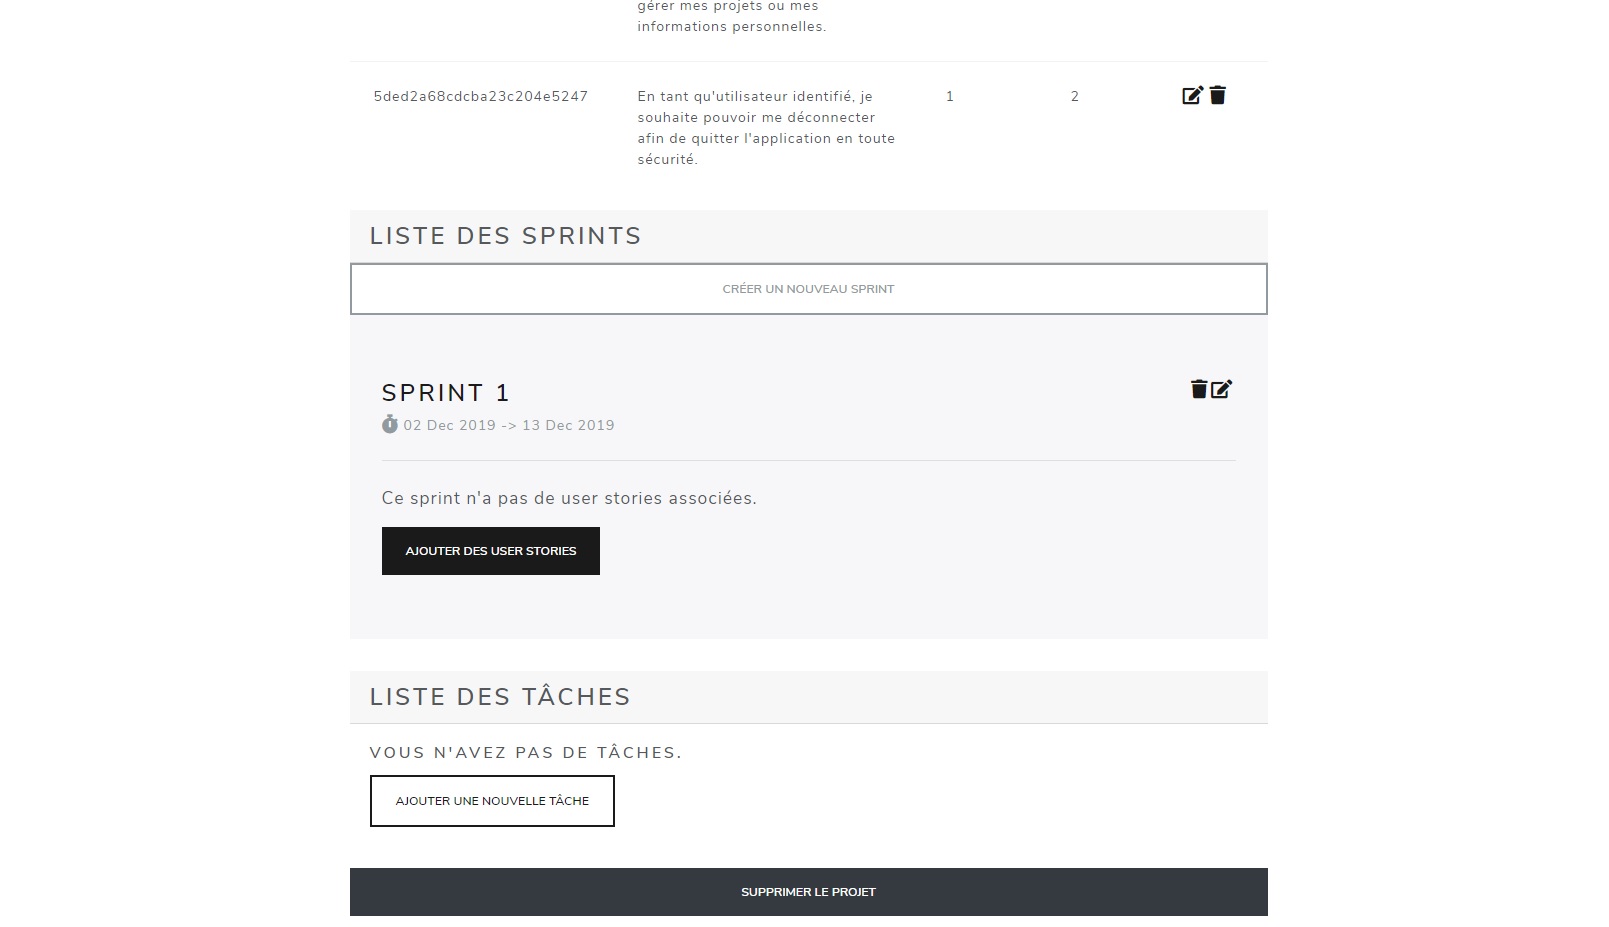 gérer mes projets ou mes
informations personnelles.
5ded2a68cdcba23c204e5247
En tant qu'utilisateur identifié, je
souhaite pouvoir me déconnecter
afin de quitter l'application en toute
sécurité.
1
2
LISTE DES SPRINTS
CRÉER UN NOUVEAU SPRINT
SPRINT 1
02 Dec 2019 -> 13 Dec 2019
Ce sprint n'a pas de user stories associées.
AJOUTER DES USER STORIES
LISTE DES TÂCHES
VOUS N'AVEZ PAS DE TÂCHES.
AJOUTER UNE NOUVELLE TÂCHE
SUPPRIMER LE PROJET